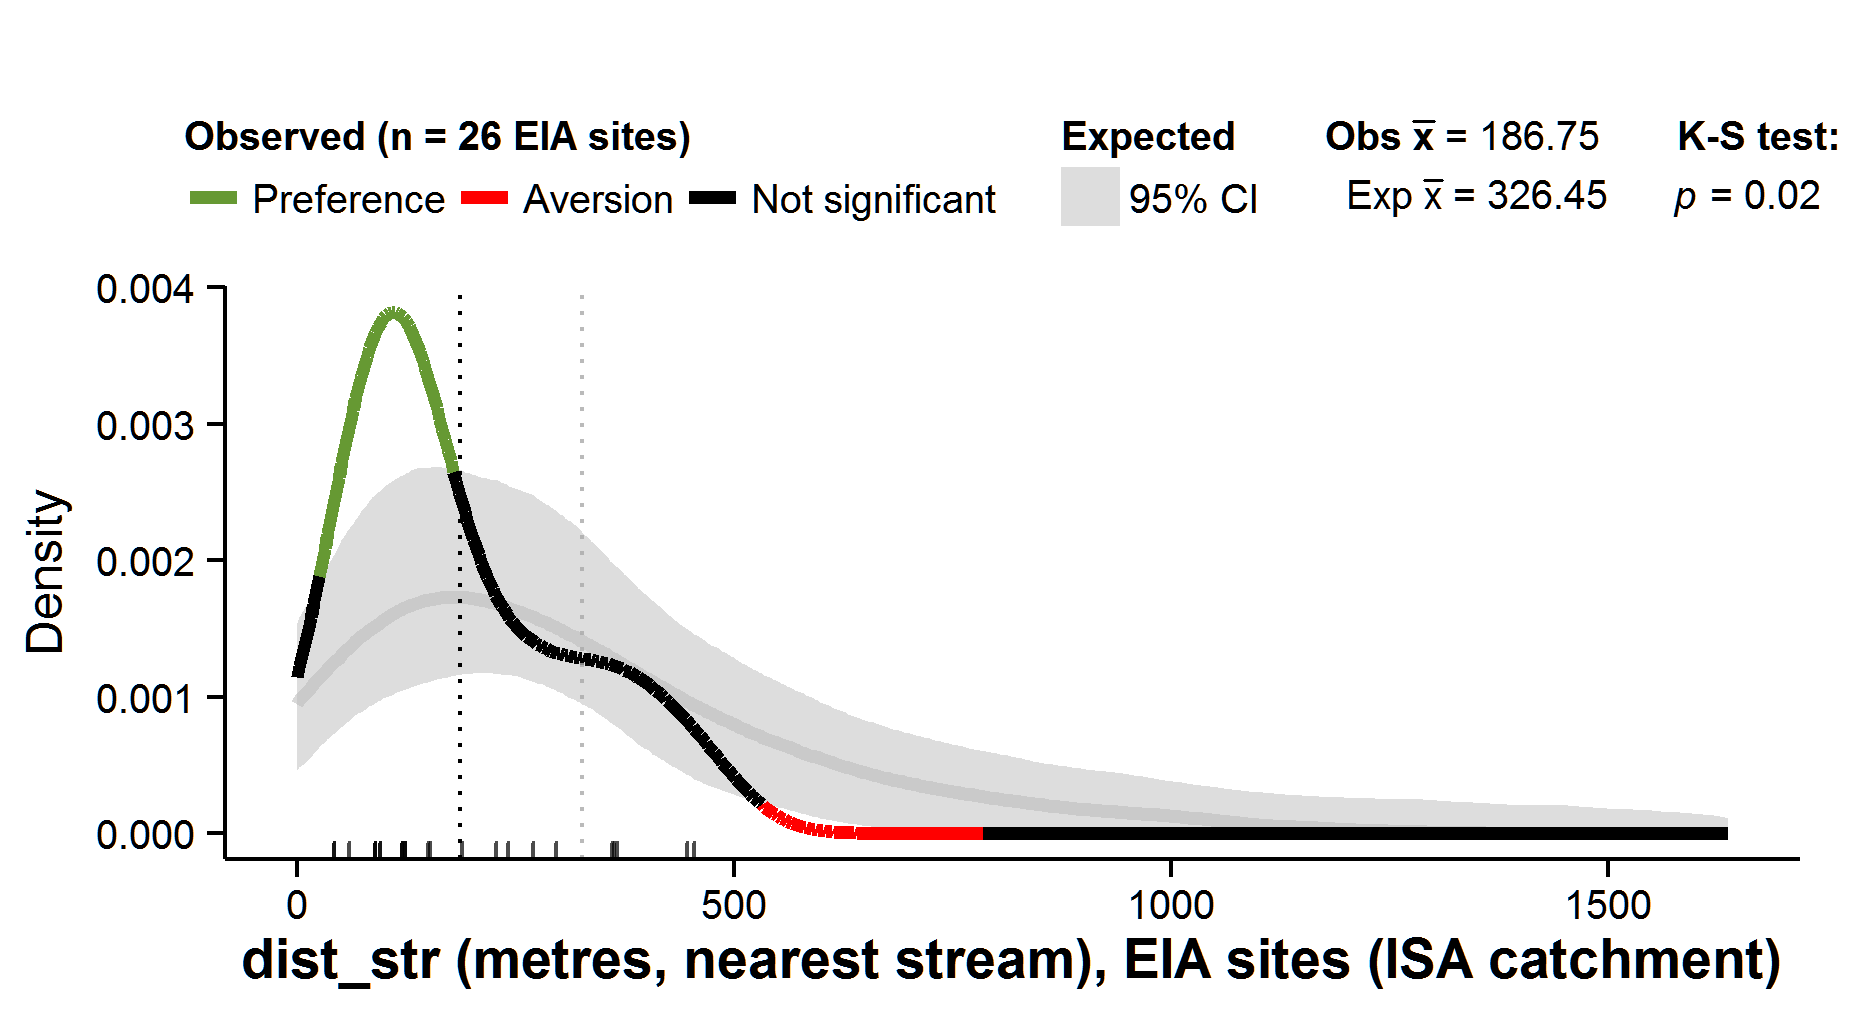 Observed (n = 26 EIA sites) Expected Obs x̅ = 186.75 K-S test:
Preference Aversion Not significant 95% CI Exp x̅ = 326.45 p = 0.02
0.004
0.003
0.002
0.001
0.000
Density
0 500 1000 1500
dist_str (metres, nearest stream), EIA sites (ISA catchment)